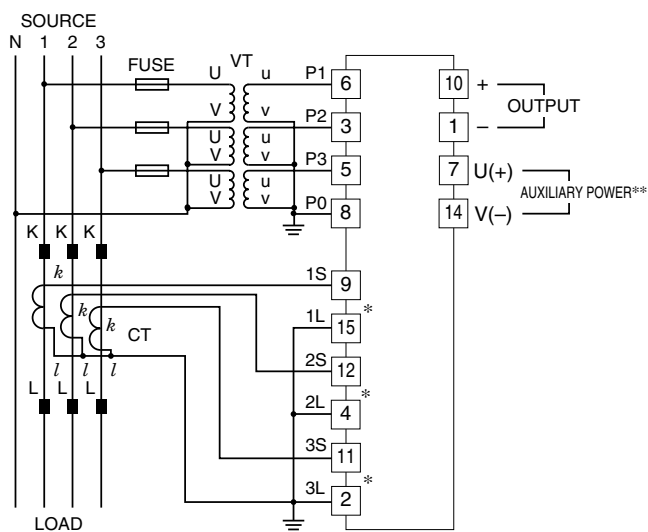 SOURCE
N 1 2 3
FUSE
VT
U u P1 6
V v
U u P2 3
V v
U u P3 5
V v
P0 8
10 +
OUTPUT
1 –
7 U(+)
AUXILIARY POWER**
14 V(–)
K K K
k k k
CT
l l l
L L L
1S 9
1L 15 *
2S 12
2L 4 *
3S 11
3L 2 *
LOAD